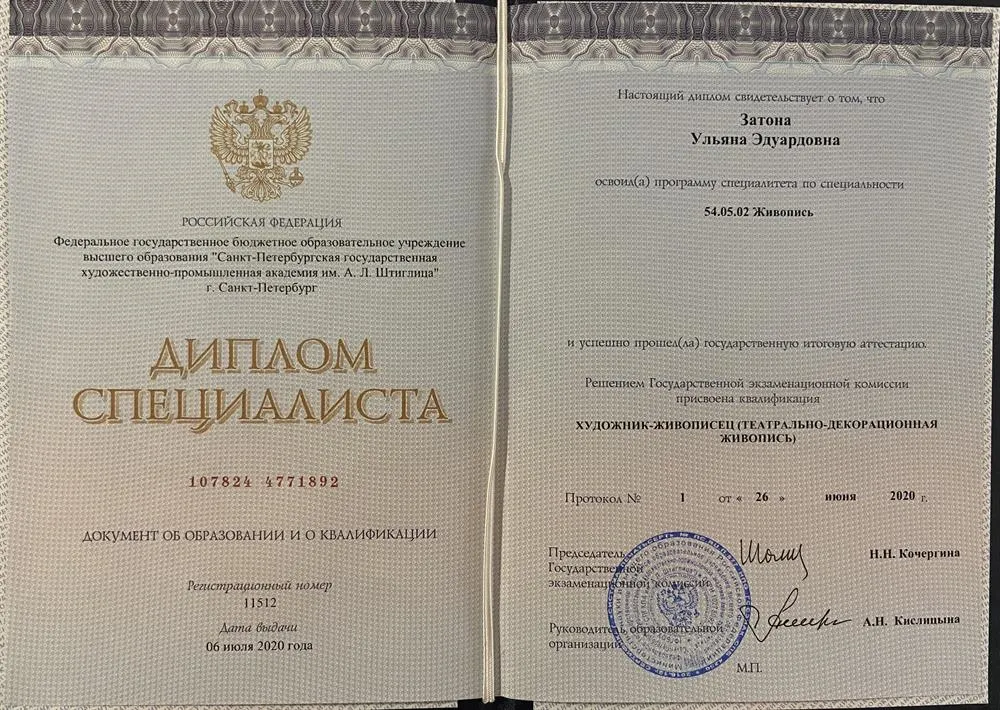 РОССИЙСКАЯ ФЕДЕРАЦИЯ
Федеральное государственное бюджетное образовательное учреждение
высшего образования "Санкт-Петербургская государственная
художественно-промышленная академия им. А. Л. Штиглица"
г. Санкт-Петербург
ДИПЛОМ
СПЕЦИАЛИСТА
107824 4771892
ДОКУМЕНТ ОБ ОБРАЗОВАНИИ И О КВАЛИФИКАЦИИ
Регистрационный номер
11512
Дата выдачи
06 июля 2020 года
Настоящий диплом свидетельствует о том, что
Затона
Ульяна Эдуардовна
освоил(а) программу специалитета по специальности
54.05.02 Живопись
и успешно прошел(ла) государственную итоговую аттестацию.
Решением Государственной экзаменационной комиссии
присвоена квалификация
ХУДОЖНИК-ЖИВОПИСЕЦ (ТЕАТРАЛЬНО-ДЕКОРАЦИОННАЯ
ЖИВОПИСЬ)
Протокол № 1 от « 26 » июня 2020 г.
Председатель
Государственной
экзаменационной комиссии
Н.Н. Кочергина
Руководитель образовательной
организации
А.Н. Кислицына
М.П.